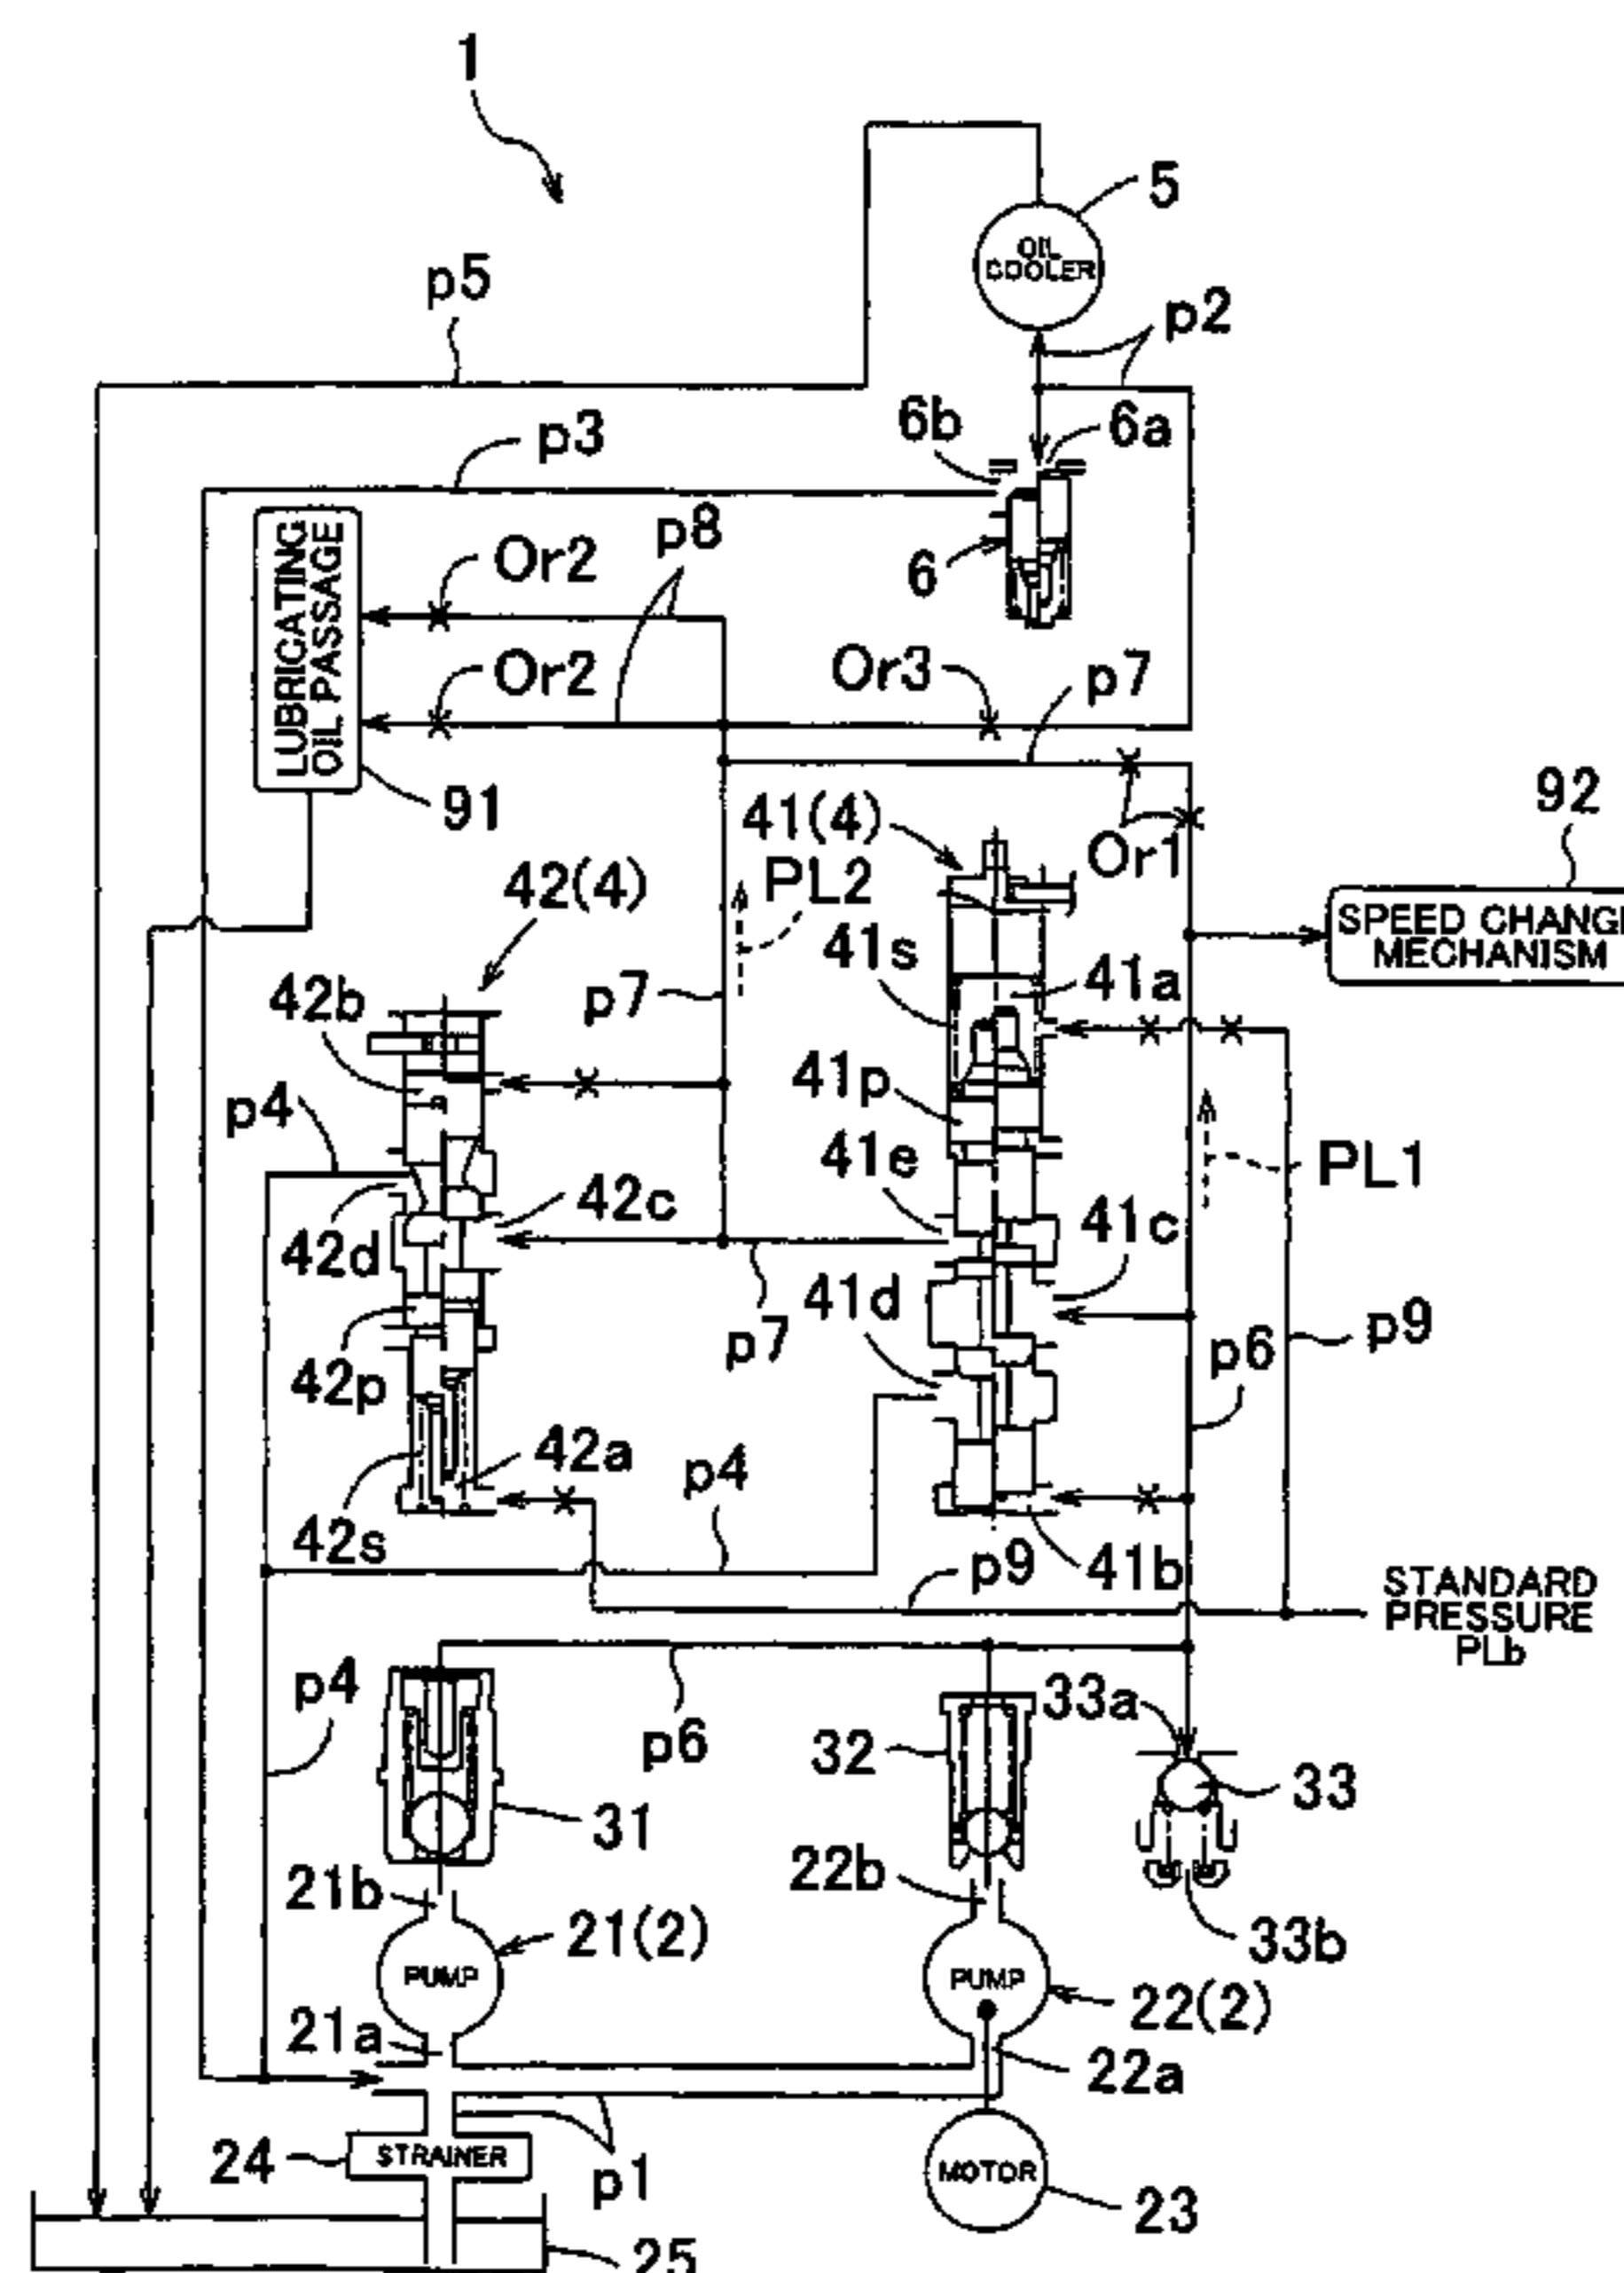 1
5
OIL
COOLER
p5
p2
6b
6a
p3
p8
Or2
6
LUBRICATING
OIL PASSAGE
Or2
Or3
p7
91
41(4)
Or1
92
42(4)
PL2
SPEED CHANG
MECHANISM
41s
41a
42b
p7
41p
p4
PL1
41e
42c
41c
42d
41d
p7
p9
p6
42p
42a
p4
42s
p9
41b
STANDARD
PRESSURE
PLb
p4
33a
p6
32
33
31
21b
22b
21(2)
33b
PUMP
PUMP
22(2)
21a
22a
24
STRAINER
p1
MOTOR
23
25